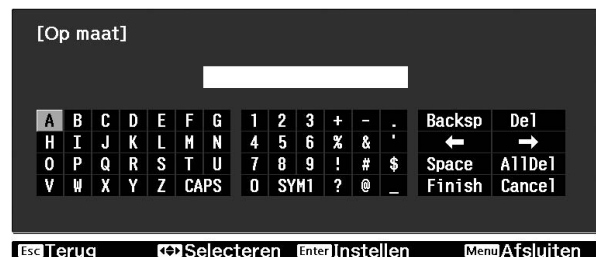 [Op maat]
A B C D E F G 1 2 3 + - . Backsp Del
H I J K L M N 4 5 6 % & ' ← →
O P Q R S T U 7 8 9 ! # $ Space AllDel
V W X Y Z CAPS 0 SYM1 ? @ _ Finish Cancel
Esc Terug Selecteren Enter Instellen Menu Afsluiten